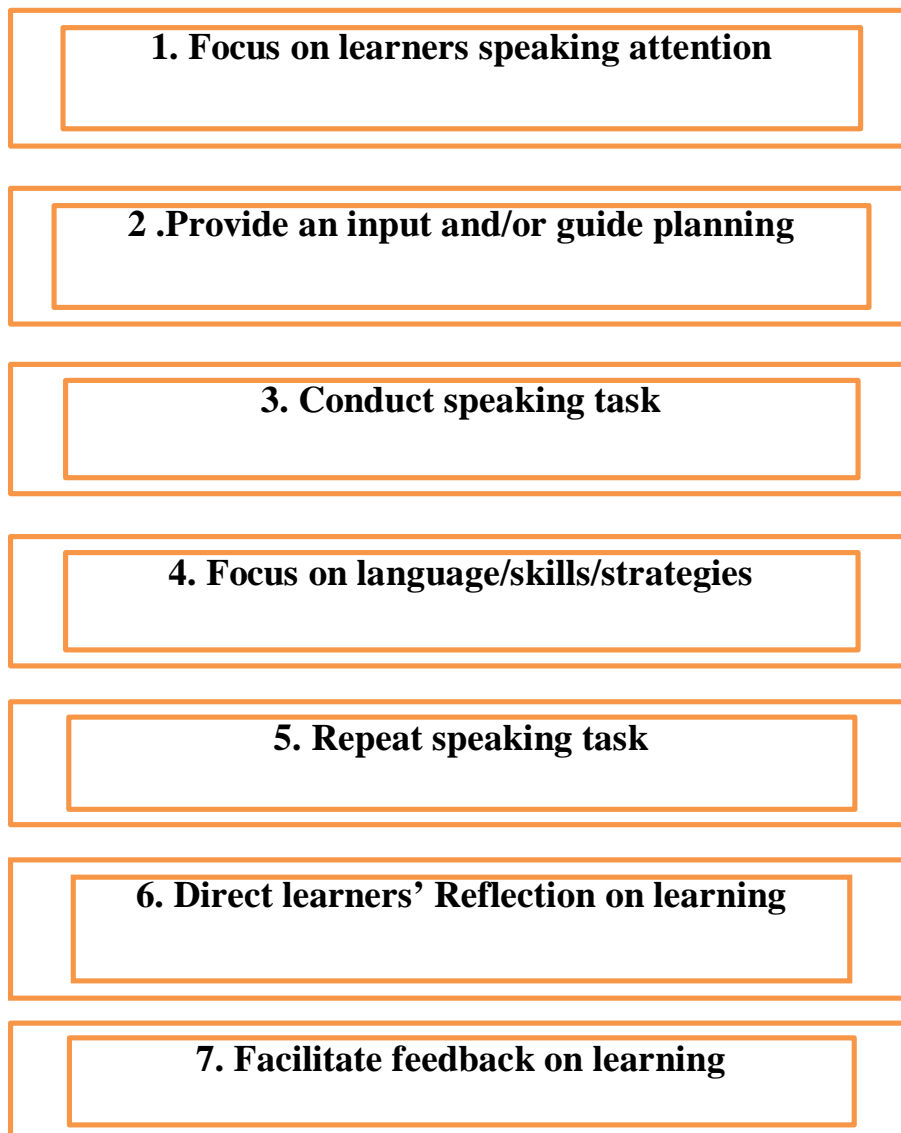 1. Focus on learners speaking attention
2 .Provide an input and/or guide planning
3. Conduct speaking task
4. Focus on language/skills/strategies
5. Repeat speaking task
6. Direct learners’ Reflection on learning
7. Facilitate feedback on learning